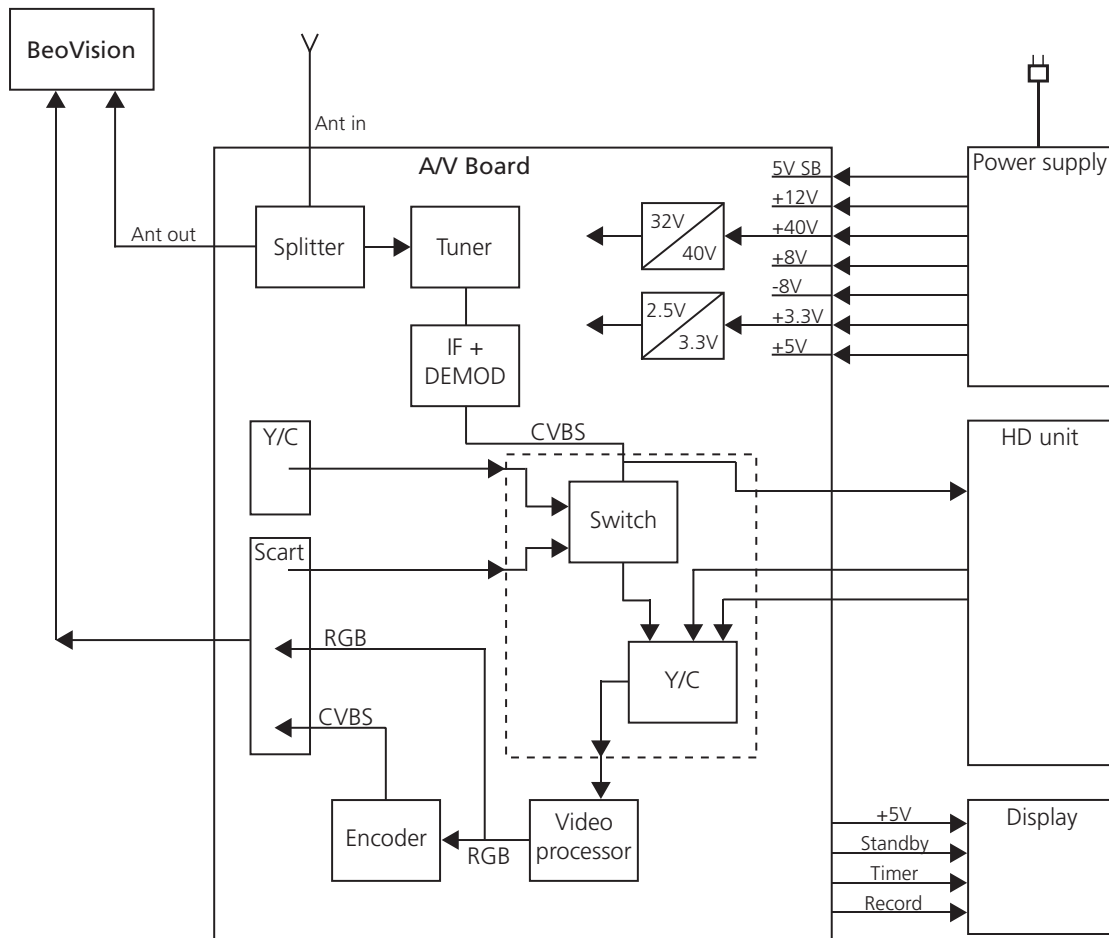 BeoVision
Ant in
A/V Board
Power supply
5V SB
+12V
+40V
+8V
-8V
+3.3V
+5V
32V
40V
2.5V
3.3V
Ant out
Splitter
Tuner
IF +
DEMOD
CVBS
Y/C
HD unit
Switch
Scart
RGB
Y/C
CVBS
Encoder
RGB
Video
processor
+5V
Standby
Timer
Record
Display